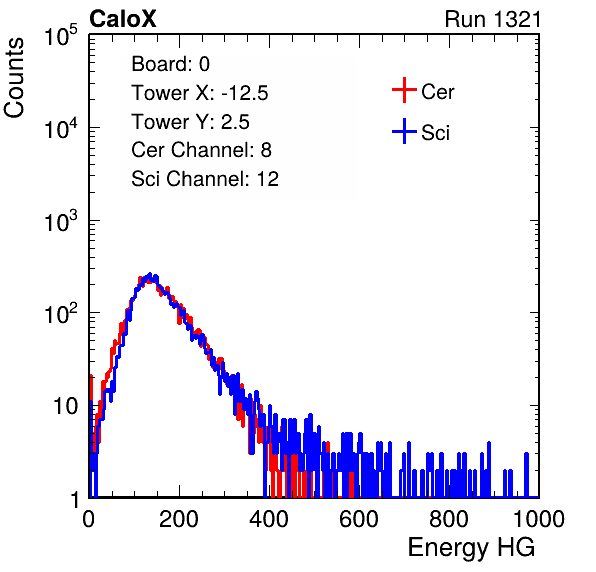 CaloX Run 1321
10^5
Counts
Board: 0
Tower X: -12.5
Tower Y: 2.5
Cer Channel: 8
Sci Channel: 12
Cer
Sci
10^4
10^3
10^2
10
1
0 200 400 600 800 1000
Energy HG